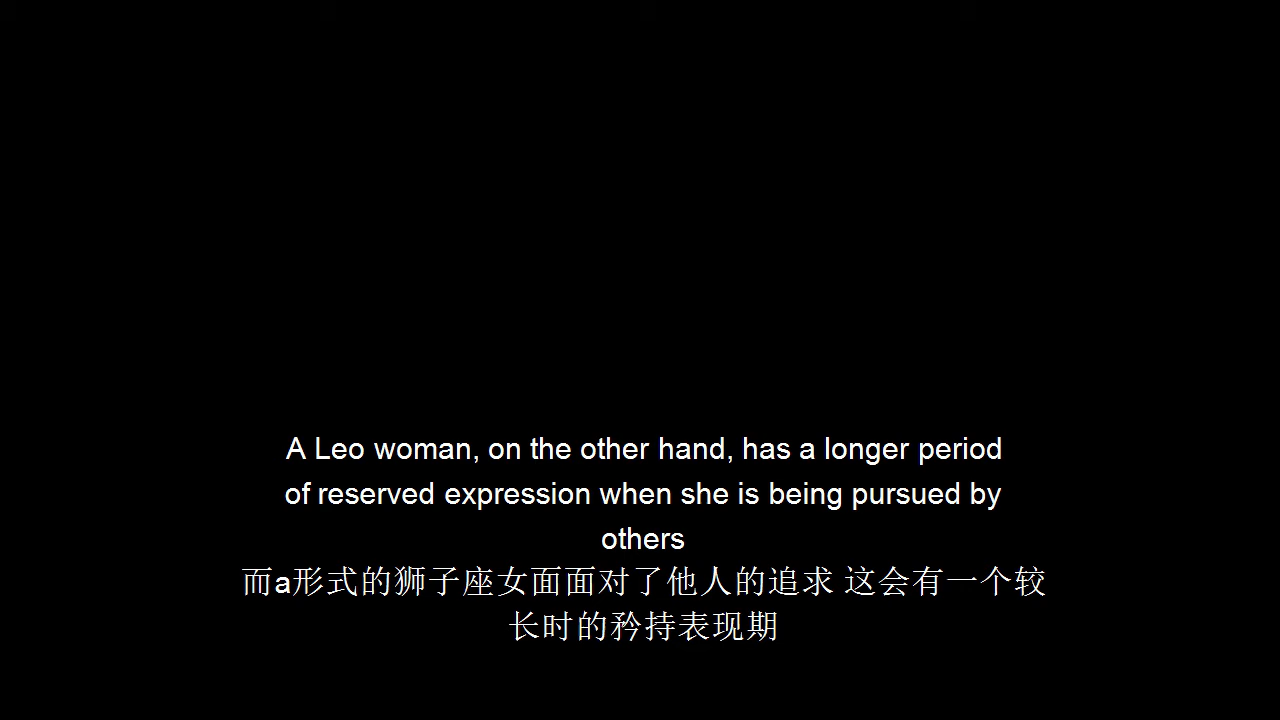 A Leo woman, on the other hand, has a longer period
of reserved expression when she is being pursued by
others
而a形式的狮子座女面面对了他人的追求 这会有一个较
长时的矜持表现期